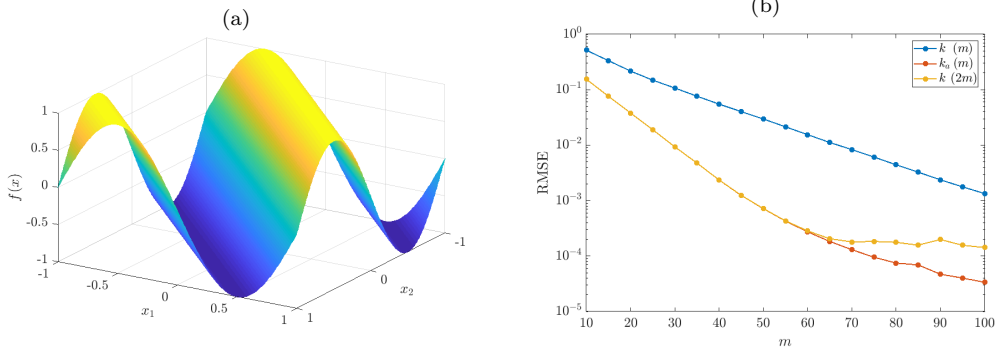 (a)
1
0.5
0
-0.5
-1
f(x)
-1
-0.5
0
0.5
1
x₁
-1
0
1
x₂
(b)
10⁰
10⁻¹
10⁻²
10⁻³
10⁻⁴
10⁻⁵
RMSE
k (m)
kₐ (m)
k (2m)
10 20 30 40 50 60 70 80 90 100
m